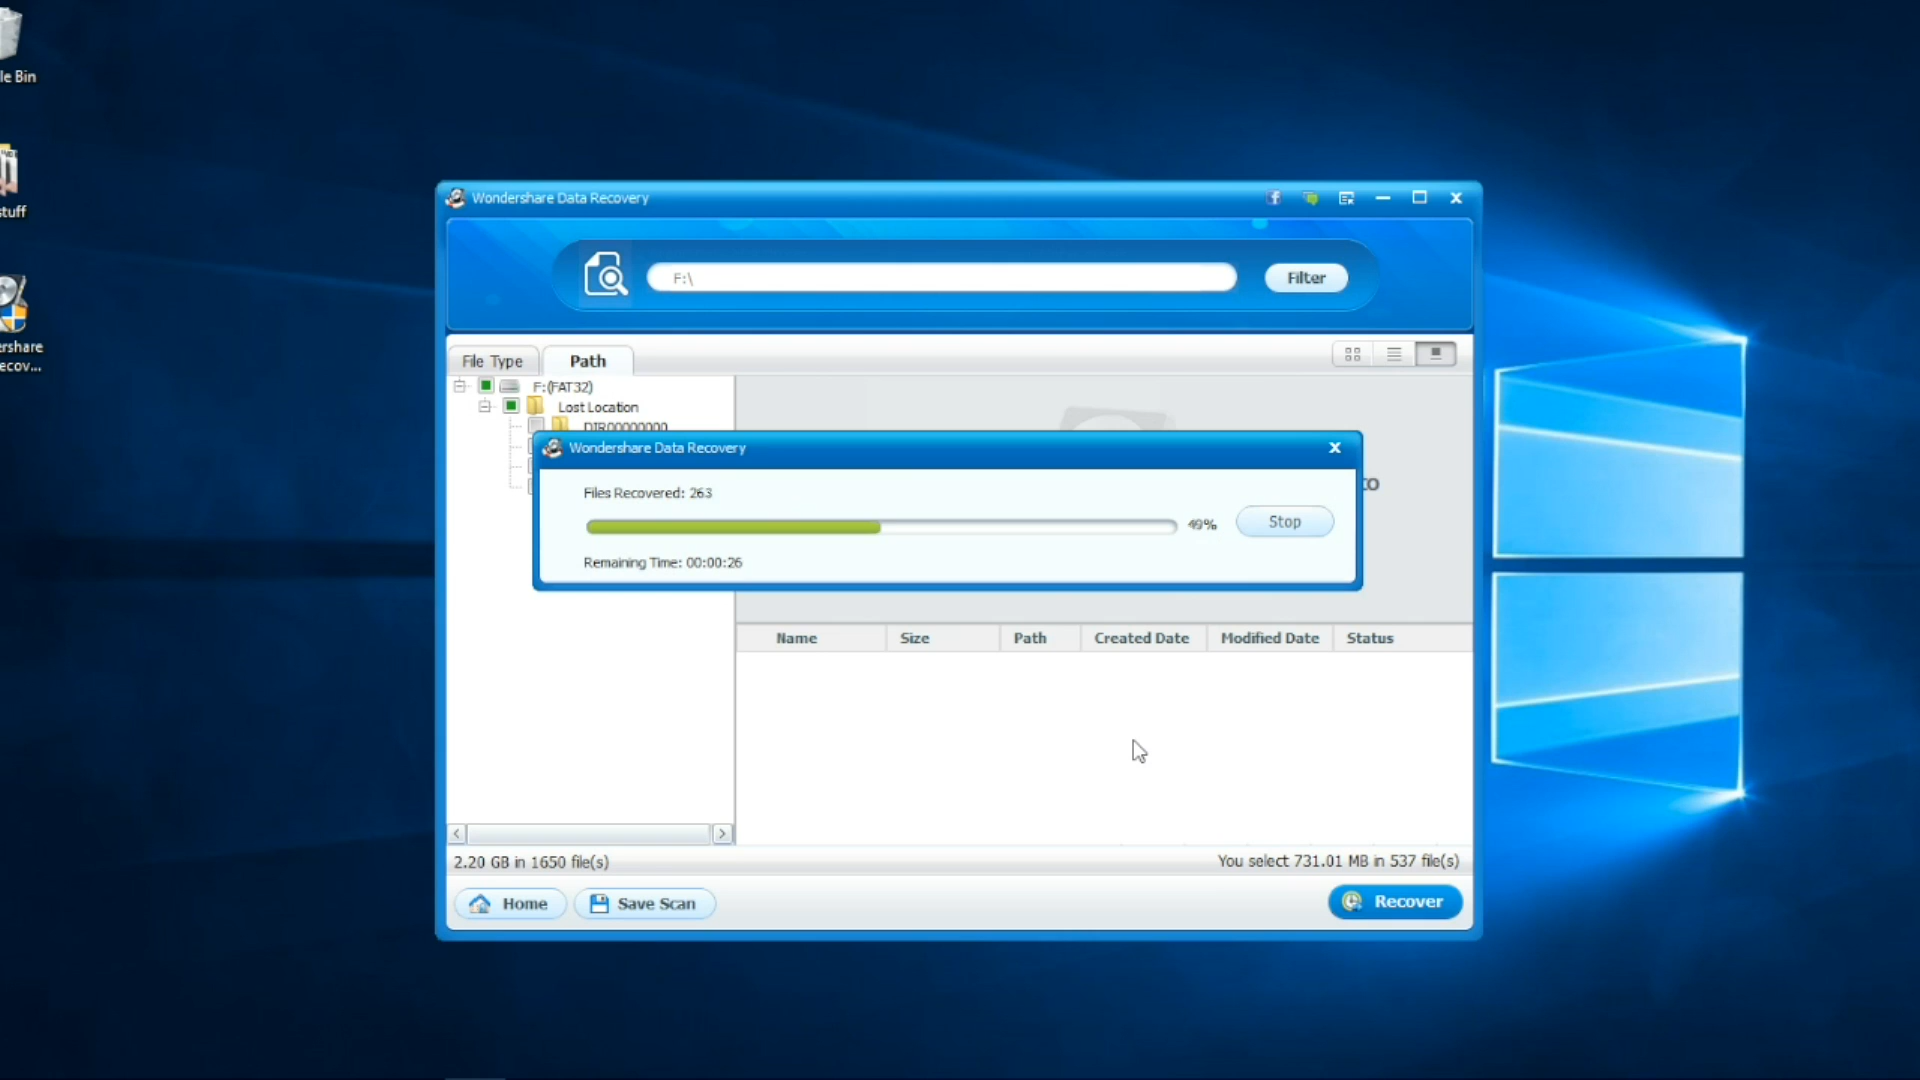 le Bin
stuff
ershare
ecov...
Wondershare Data Recovery
F:\
Filter
File Type
Path
F:(FAT32)
Lost Location
DIR00000000
Wondershare Data Recovery
Files Recovered: 263
49%
Stop
Remaining Time: 00:00:26
to
Name
Size
Path
Created Date
Modified Date
Status
2.20 GB in 1650 file(s)
You select 731.01 MB in 537 file(s)
Home
Save Scan
Recover